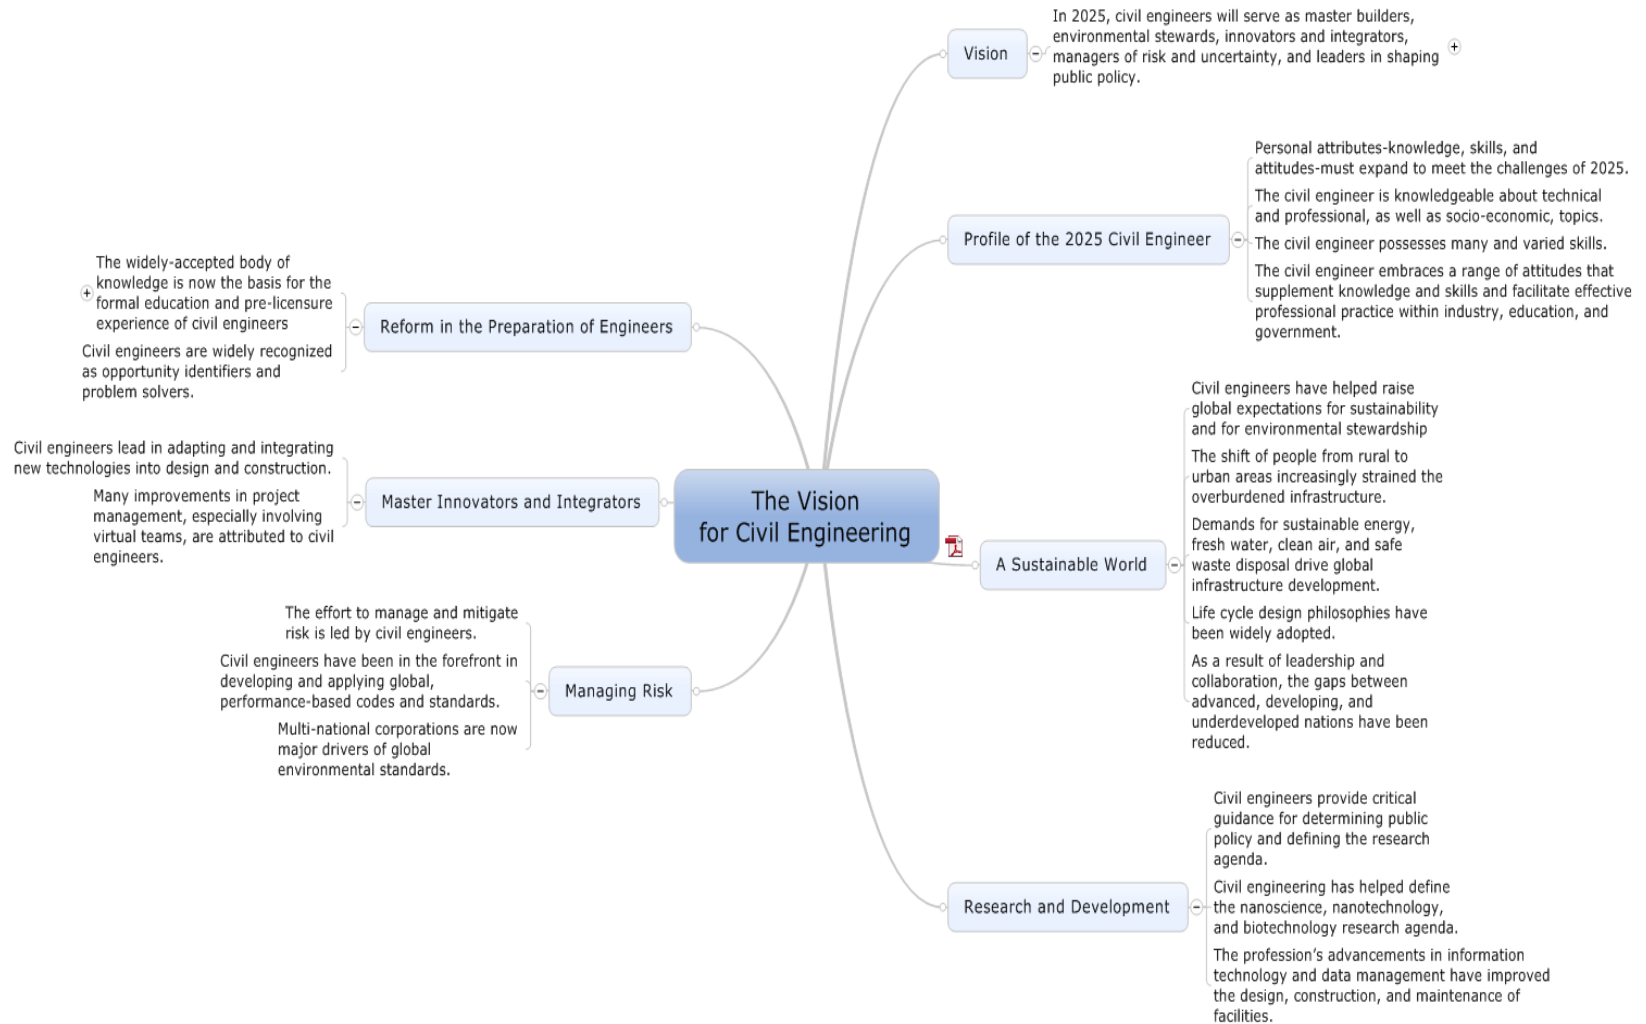 The Vision
for Civil Engineering
Vision
In 2025, civil engineers will serve as master builders,
environmental stewards, innovators and integrators,
managers of risk and uncertainty, and leaders in shaping
public policy.
Profile of the 2025 Civil Engineer
Personal attributes-knowledge, skills, and
attitudes-must expand to meet the challenges of 2025.
The civil engineer is knowledgeable about technical
and professional, as well as socio-economic, topics.
The civil engineer possesses many and varied skills.
The civil engineer embraces a range of attitudes that
supplement knowledge and skills and facilitate effective
professional practice within industry, education, and
government.
A Sustainable World
Civil engineers have helped raise
global expectations for sustainability
and for environmental stewardship
The shift of people from rural to
urban areas increasingly strained the
overburdened infrastructure.
Demands for sustainable energy,
fresh water, clean air, and safe
waste disposal drive global
infrastructure development.
Life cycle design philosophies have
been widely adopted.
As a result of leadership and
collaboration, the gaps between
advanced, developing, and
underdeveloped nations have been
reduced.
Research and Development
Civil engineers provide critical
guidance for determining public
policy and defining the research
agenda.
Civil engineering has helped define
the nanoscience, nanotechnology,
and biotechnology research agenda.
The profession's advancements in information
technology and data management have improved
the design, construction, and maintenance of
facilities.
Reform in the Preparation of Engineers
The widely-accepted body of
knowledge is now the basis for the
formal education and pre-licensure
experience of civil engineers
Civil engineers are widely recognized
as opportunity identifiers and
problem solvers.
Master Innovators and Integrators
Civil engineers lead in adapting and integrating
new technologies into design and construction.
Many improvements in project
management, especially involving
virtual teams, are attributed to civil
engineers.
Managing Risk
The effort to manage and mitigate
risk is led by civil engineers.
Civil engineers have been in the forefront in
developing and applying global,
performance-based codes and standards.
Multi-national corporations are now
major drivers of global
environmental standards.